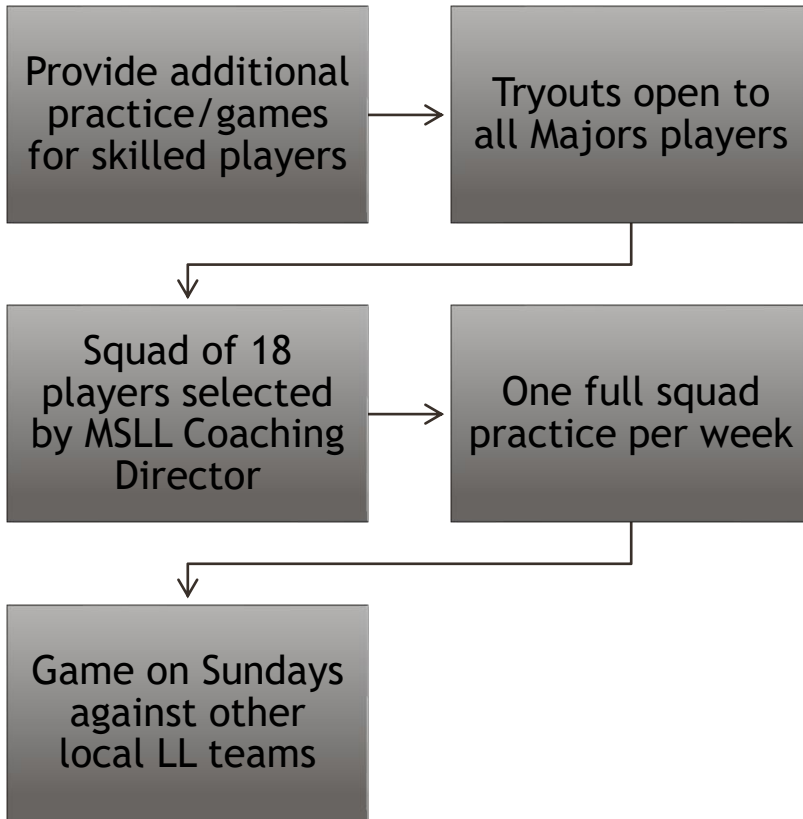 Provide additional
practice/games
for skilled players
Tryouts open to
all Majors players
Squad of 18
players selected
by MSLL Coaching
Director
One full squad
practice per week
Game on Sundays
against other
local LL teams